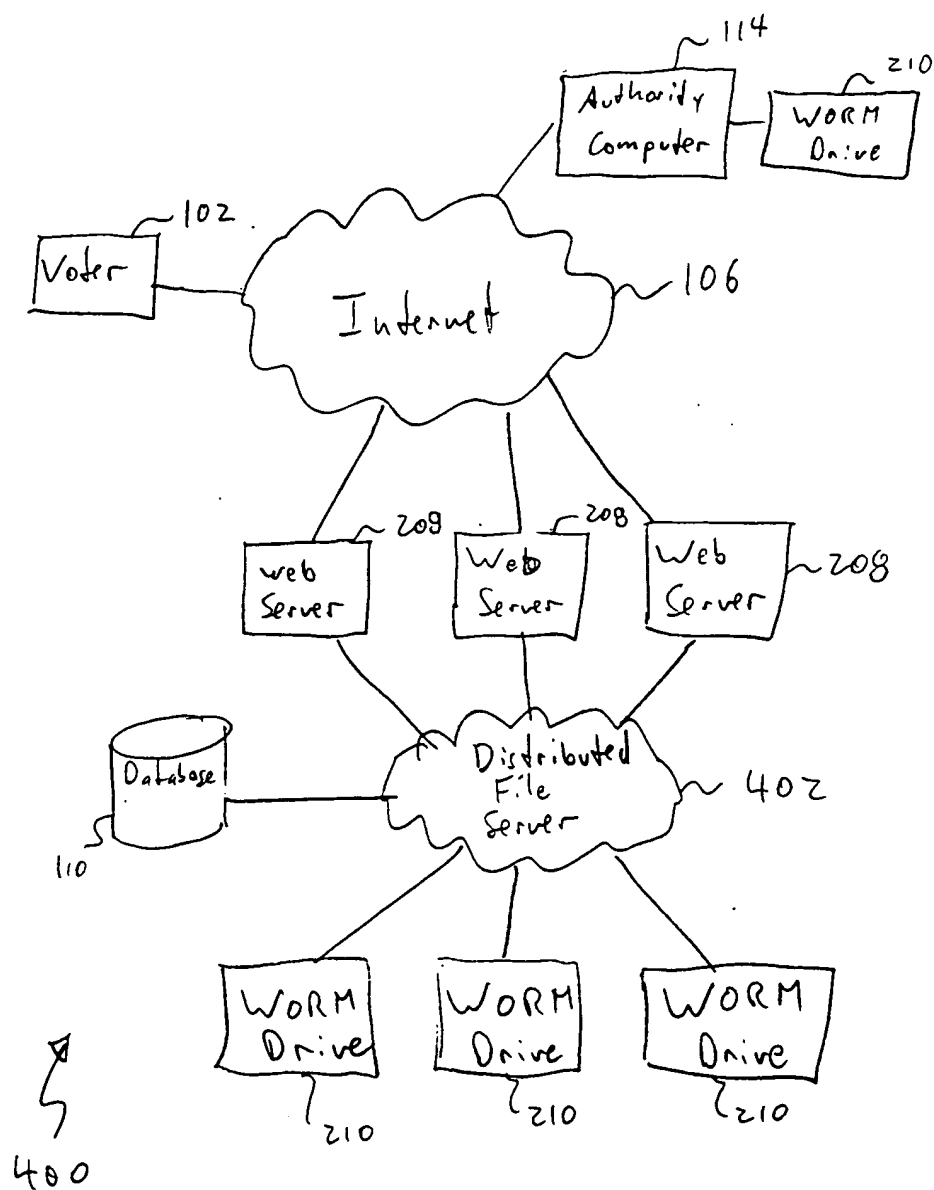 114
210
Authority
Computer
WORM
Drive
102
Voter
Internet
106
209
208
Web
Server
Web
Server
Web
Server
208
Distributed
File
Server
402
Database
110
WORM
Drive
WORM
Drive
WORM
Drive
210
210
210
400